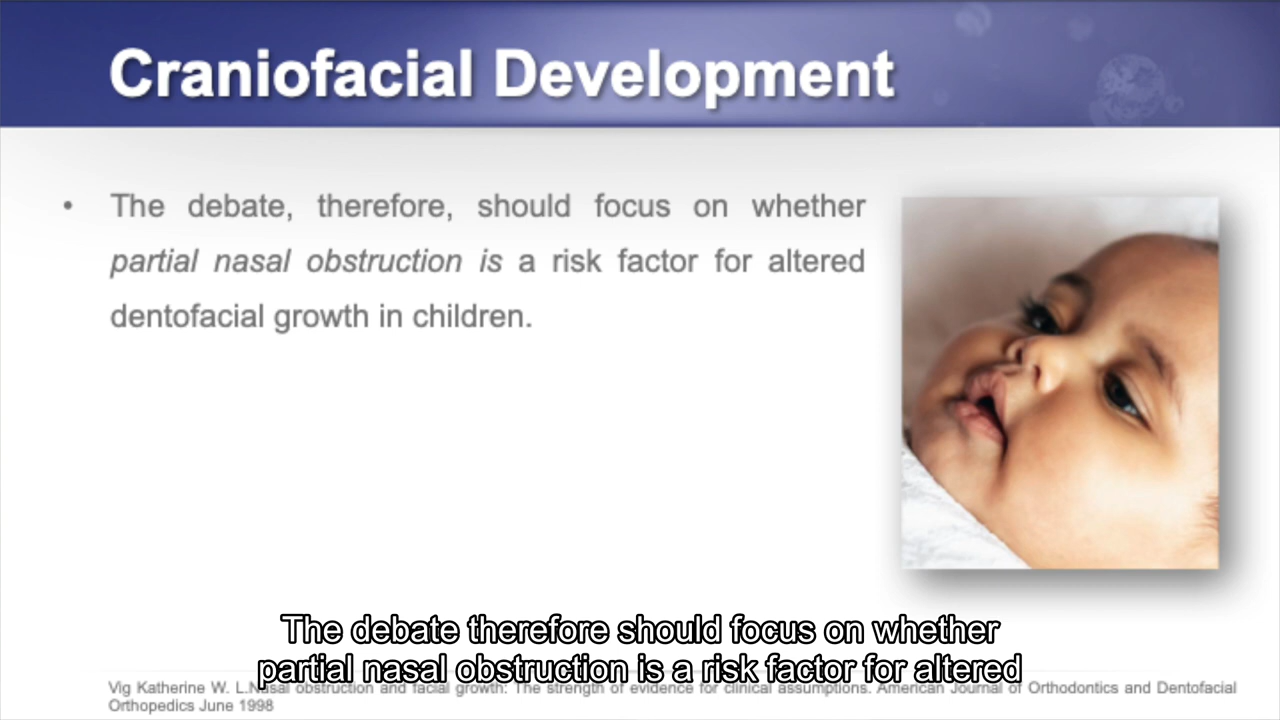 Craniofacial Development
• The debate, therefore, should focus on whether
partial nasal obstruction is a risk factor for altered
dentofacial growth in children.
The debate therefore should focus on whether
partial nasal obstruction is a risk factor for altered
Vig Katherine W. L.Nasal obstruction and facial growth: The strength of evidence for clinical assumptions. American Journal of Orthodontics and Dentofacial
Orthopedics June 1998